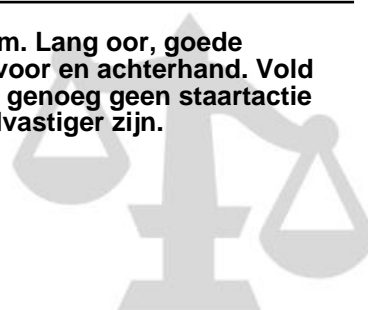 m. Lang oor, goede
voor en achterhand. Vold
genoeg geen staartactie
lvastiger zijn.